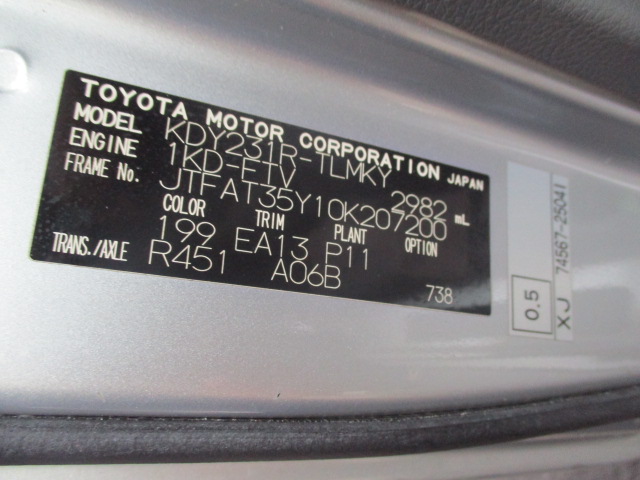 TOYOTA MOTOR CORPORATION JAPAN
MODEL KDY231R-TLMKY
ENGINE 1KD-FTV 2982 mL
FRAME No. JTFAT35Y10K207200
COLOR TRIM PLANT OPTION
199 EA13 P11
TRANS./AXLE R451 A06B
738
0.5
XJ 74567-25041